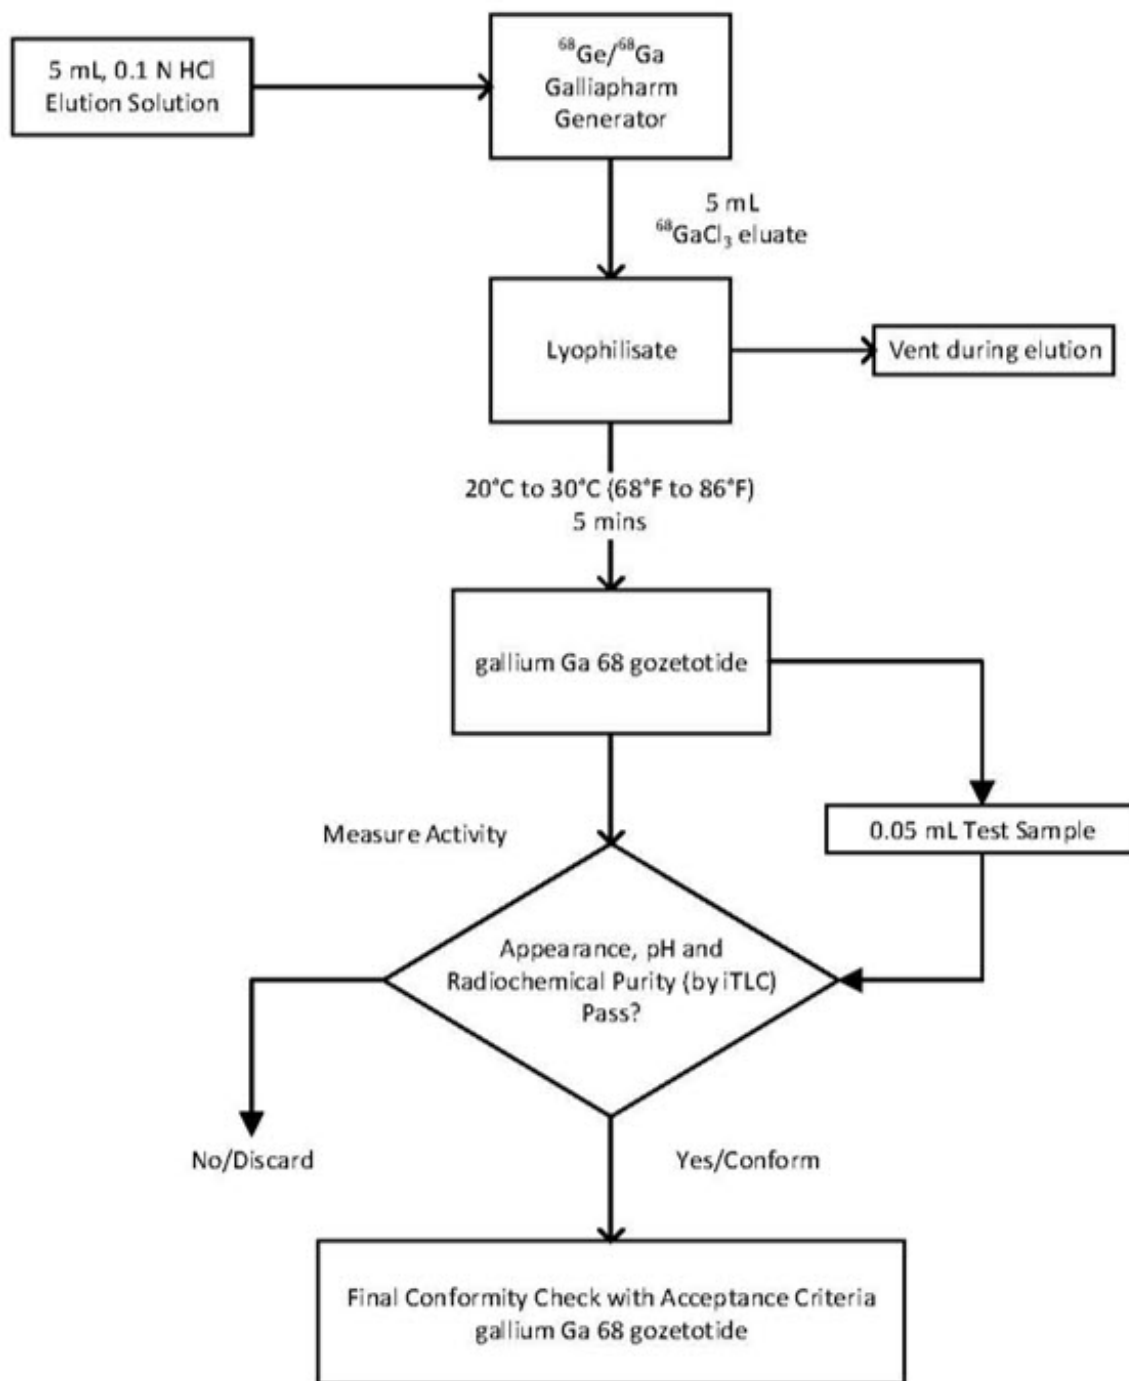 5 mL, 0.1 N HCl
Elution Solution
⁶⁸Ge/⁶⁸Ga
Galliapharm
Generator
5 mL
⁶⁸GaCl₃ eluate
Lyophilisate
Vent during elution
20°C to 30°C (68°F to 86°F)
5 mins
gallium Ga 68 gozetotide
Measure Activity
0.05 mL Test Sample
Appearance, pH and
Radiochemical Purity (by iTLC)
Pass?
No/Discard
Yes/Conform
Final Conformity Check with Acceptance Criteria
gallium Ga 68 gozetotide